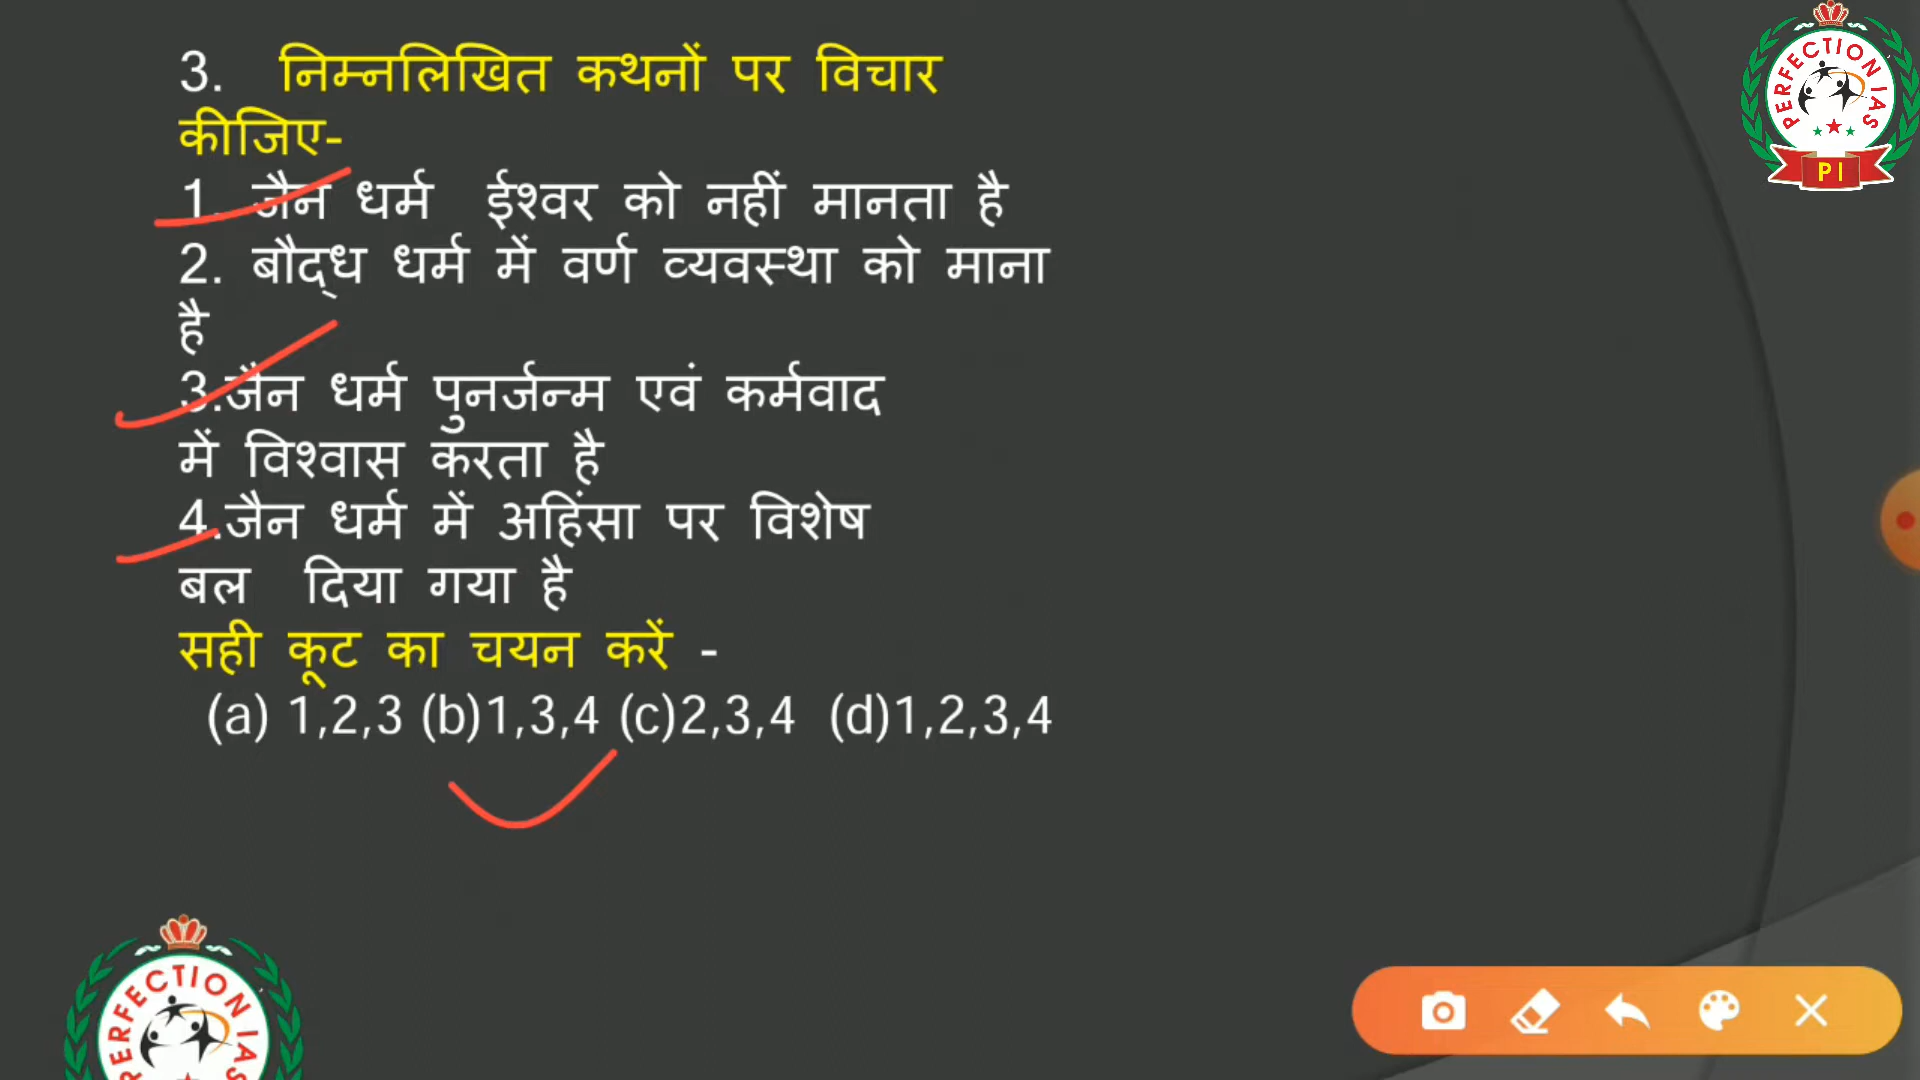 3. निम्नलिखित कथनों पर विचार
कीजिए-
1. जैन धर्म ईश्वर को नहीं मानता है
2. बौद्ध धर्म में वर्ण व्यवस्था को माना
है
3.जैन धर्म पुनर्जन्म एवं कर्मवाद
में विश्वास करता है
4.जैन धर्म में अहिंसा पर विशेष
बल दिया गया है
सही कूट का चयन करें -
(a) 1,2,3 (b)1,3,4 (c)2,3,4 (d)1,2,3,4
PERFECTION IAS
PI
PERFECTION IAS